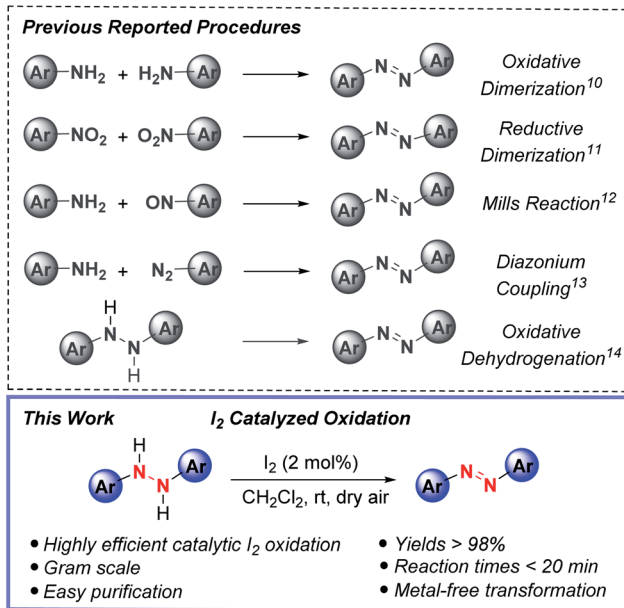 Previous Reported Procedures
Ar–NH₂ + H₂N–Ar Ar N=N Ar Oxidative Dimerization¹⁰
Ar–NO₂ + O₂N–Ar Ar N=N Ar Reductive Dimerization¹¹
Ar–NH₂ + ON–Ar Ar N=N Ar Mills Reaction¹²
Ar–NH₂ + N₂–Ar Ar N=N Ar Diazonium Coupling¹³
H
Ar N–N Ar Ar N=N Ar Oxidative Dehydrogenation¹⁴
H
This Work I₂ Catalyzed Oxidation
H
Ar N–N Ar I₂ (2 mol%) Ar N=N Ar
H CH₂Cl₂, rt, dry air
• Highly efficient catalytic I₂ oxidation • Yields > 98%
• Gram scale • Reaction times < 20 min
• Easy purification • Metal-free transformation